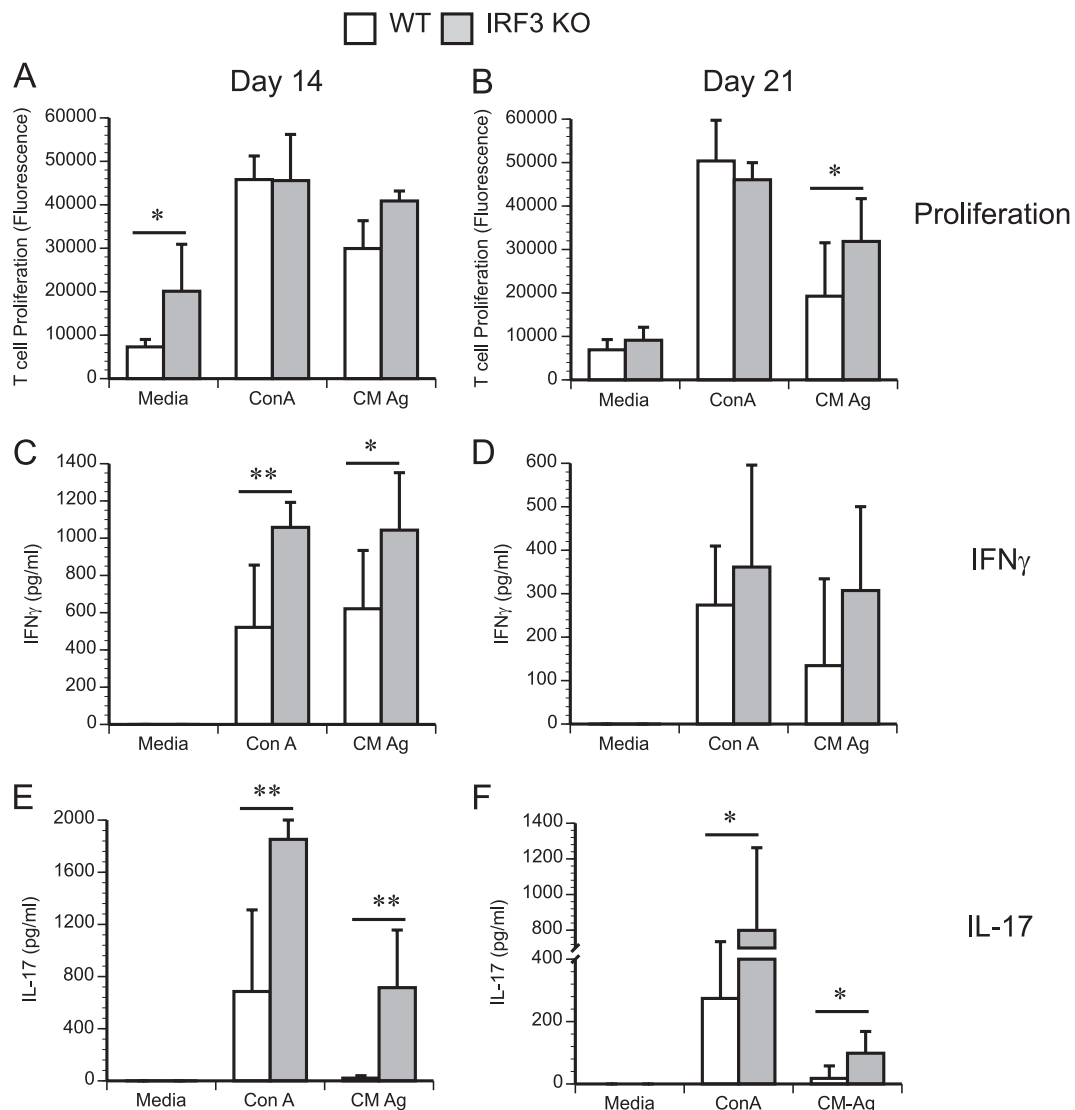 WT IRF3 KO
A Day 14
T cell Proliferation (Fluorescence)
60000
50000
40000
30000
20000
10000
0
*
Media ConA CM Ag
B Day 21
T cell Proliferation (Fluorescence)
60000
50000
40000
30000
20000
10000
0
*
Media ConA CM Ag
Proliferation
C
IFNγ (pg/ml)
1400
1200
1000
800
600
400
200
0
** *
Media Con A CM Ag
D
IFNγ (pg/ml)
600
500
400
300
200
100
0
Media Con A CM Ag
IFNγ
E
IL-17 (pg/ml)
2000
1600
1200
800
400
0
** **
Media Con A CM Ag
F
IL-17 (pg/ml)
1400
1200
1000
800
400
200
0
* *
Media ConA CM-Ag
IL-17